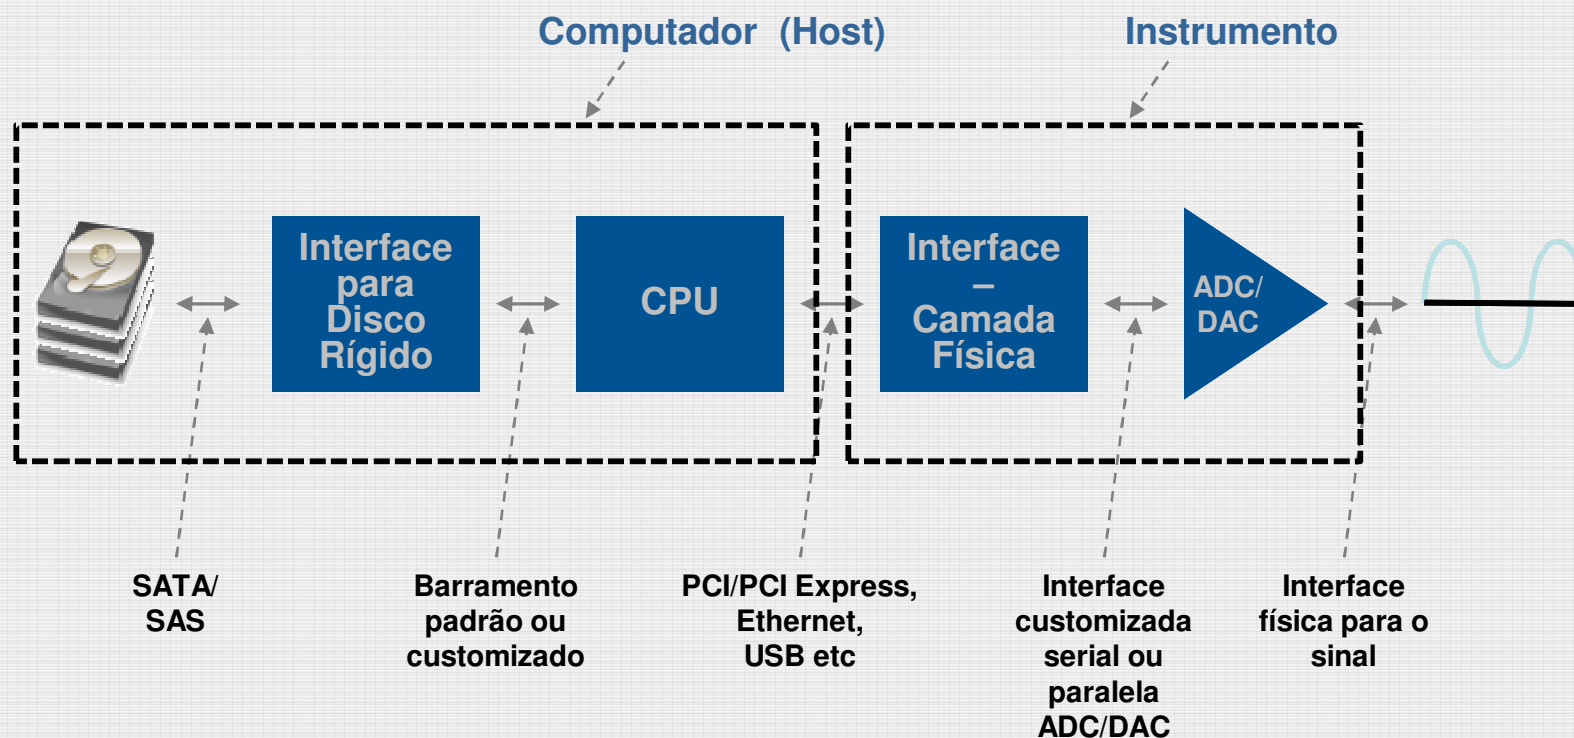 Computador (Host)
Instrumento
Interface
para
Disco
Rígido
CPU
Interface
–
Camada
Física
ADC/
DAC
SATA/
SAS
Barramento
padrão ou
customizado
PCI/PCI Express,
Ethernet,
USB etc
Interface
customizada
serial ou
paralela
ADC/DAC
Interface
física para o
sinal